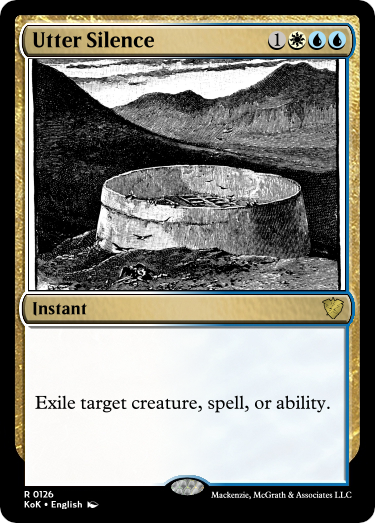 Utter Silence 1
Instant
Exile target creature, spell, or ability.
R 0126
KoK • English Mackenzie, McGrath & Associates LLC